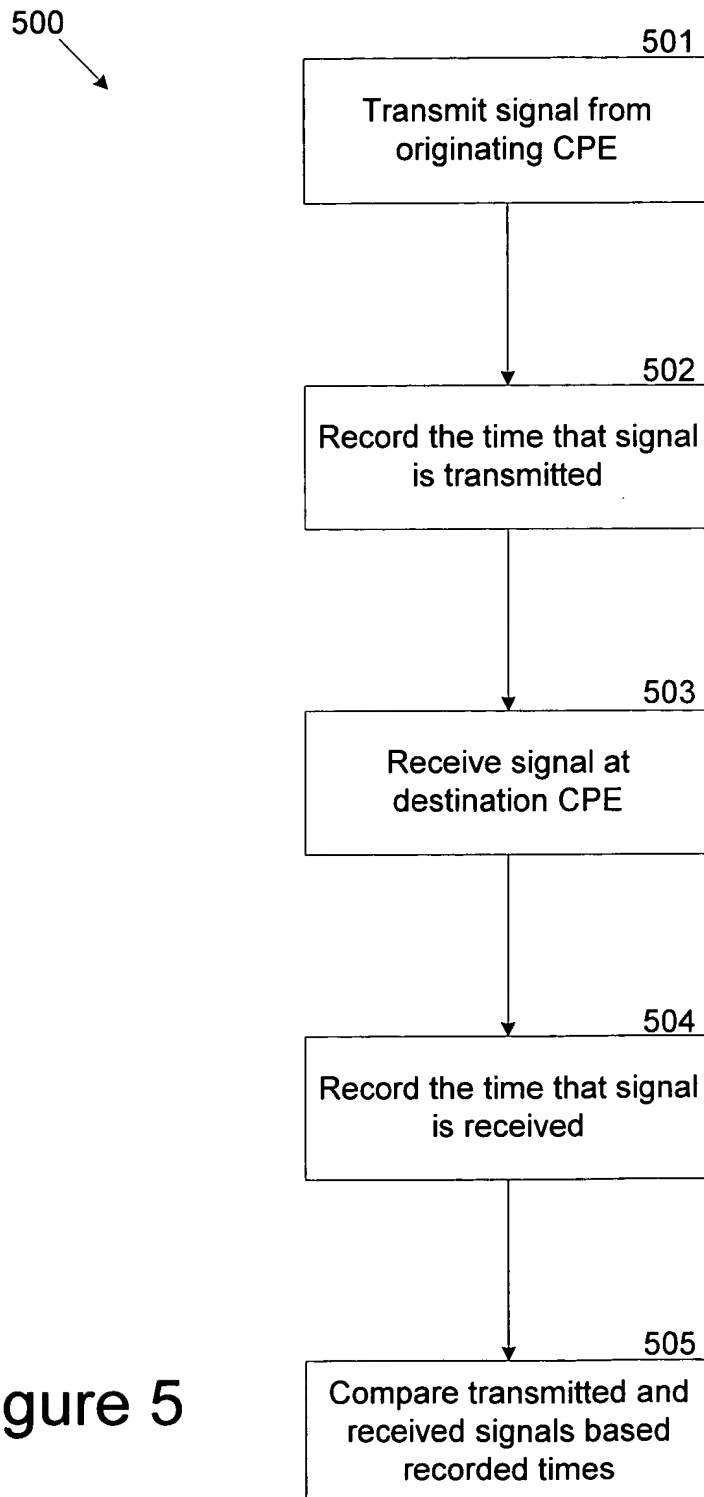 500
501
Transmit signal from
originating CPE
502
Record the time that signal
is transmitted
503
Receive signal at
destination CPE
504
Record the time that signal
is received
505
Compare transmitted and
received signals based
recorded times
gure 5